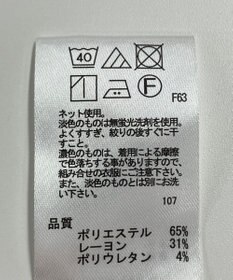 40
F
F63
ネット使用。
淡色のものは無蛍光洗剤を使用。
よくすすぎ、絞りの後すぐに干
すこと。
濃色のものは、着用による摩擦
で色落ちする事がありますので、
組み合せの衣服にご注意下さい。
また、淡色のものとは別にお洗
い下さい。
107
品質
ポリエステル 65%
レーヨン 31%
ポリウレタン 4%